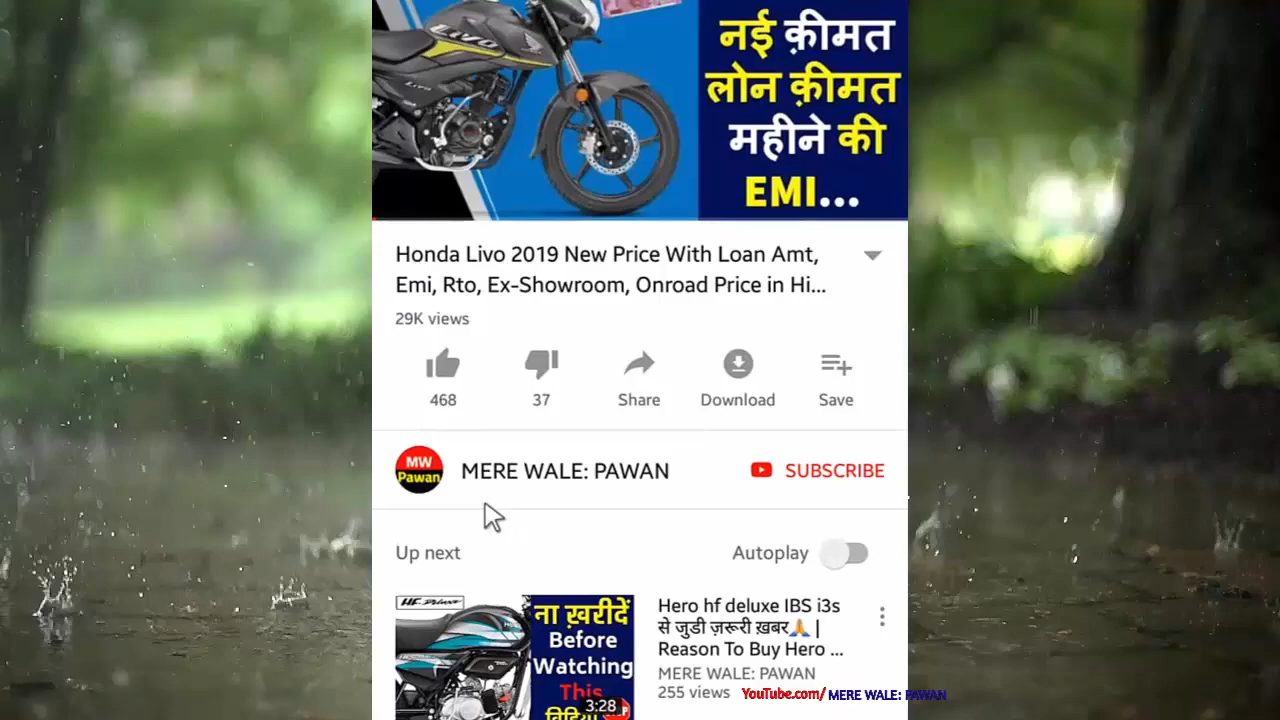 LIVO
Livo
नई क़ीमत
लोन क़ीमत
महीने की
EMI...
Honda Livo 2019 New Price With Loan Amt,
Emi, Rto, Ex-Showroom, Onroad Price in Hi...
29K views
468
37
Share
Download
Save
MW
Pawan
MERE WALE: PAWAN
SUBSCRIBE
Up next
Autoplay
HF Deluxe
ना ख़रीदें
Before
Watching
This
विडियो
3:28
Hero hf deluxe IBS i3s
से जुडी ज़रूरी ख़बर🙏 |
Reason To Buy Hero ...
MERE WALE: PAWAN
255 views
YouTube.com/ MERE WALE: PAWAN